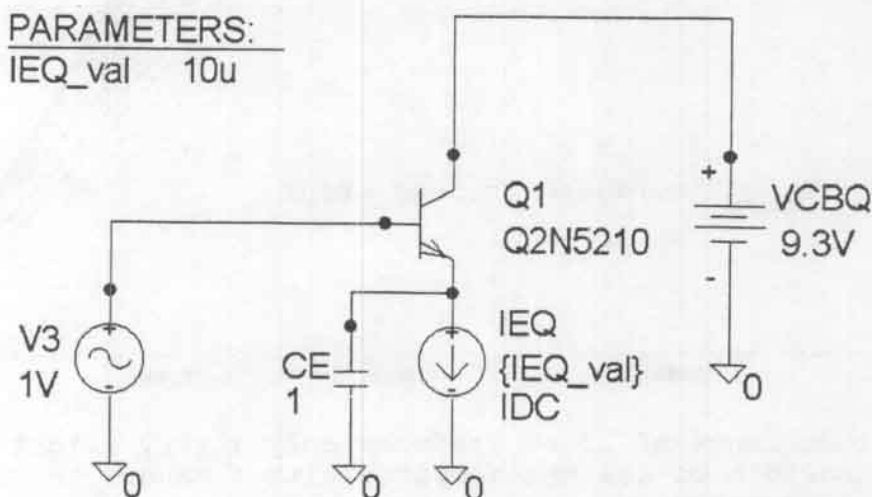 PARAMETERS:
IEQ_val 10u
Q1
Q2N5210
+
VCBQ
9.3V
-
V3
1V
+
-
CE
1
+
-
IEQ
{IEQ_val}
IDC
0
0
0
0